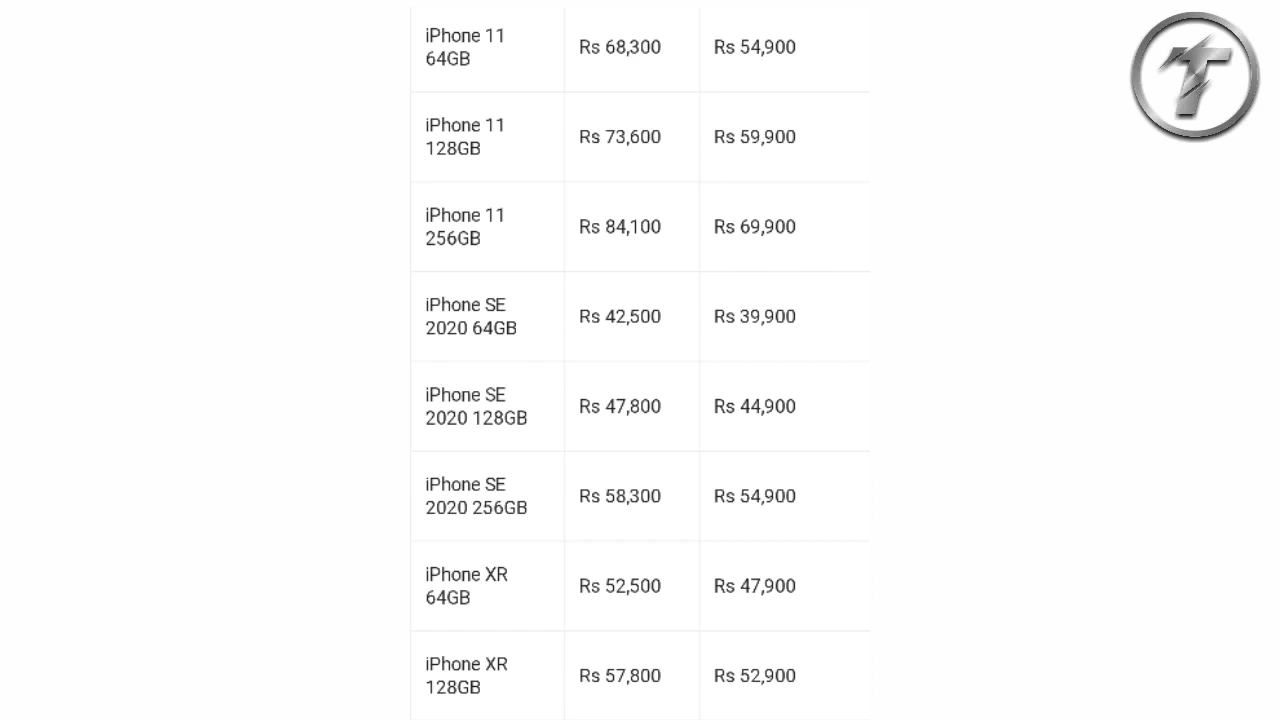 iPhone 11
64GB
Rs 68,300
Rs 54,900
iPhone 11
128GB
Rs 73,600
Rs 59,900
iPhone 11
256GB
Rs 84,100
Rs 69,900
iPhone SE
2020 64GB
Rs 42,500
Rs 39,900
iPhone SE
2020 128GB
Rs 47,800
Rs 44,900
iPhone SE
2020 256GB
Rs 58,300
Rs 54,900
iPhone XR
64GB
Rs 52,500
Rs 47,900
iPhone XR
128GB
Rs 57,800
Rs 52,900
T